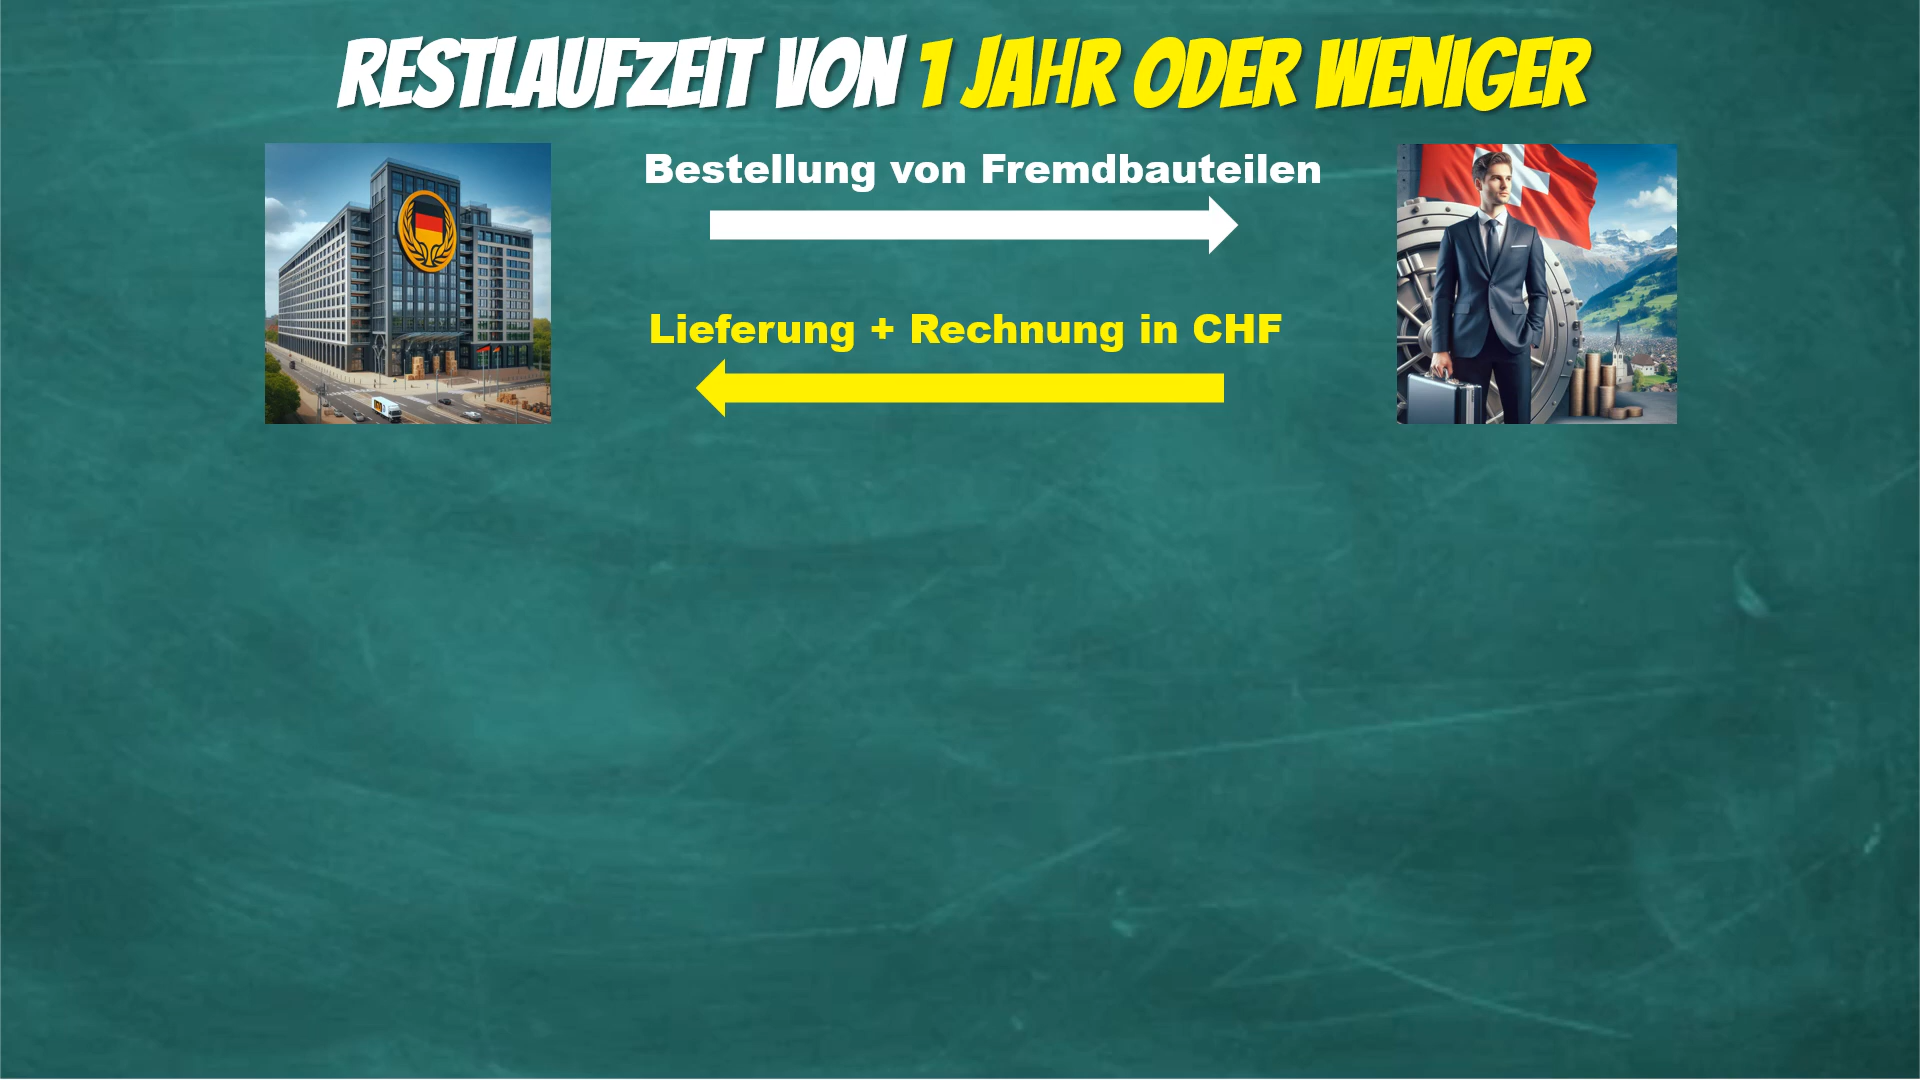 RESTLAUFZEIT VON 1 JAHR ODER WENIGER
Bestellung von Fremdbauteilen
Lieferung + Rechnung in CHF